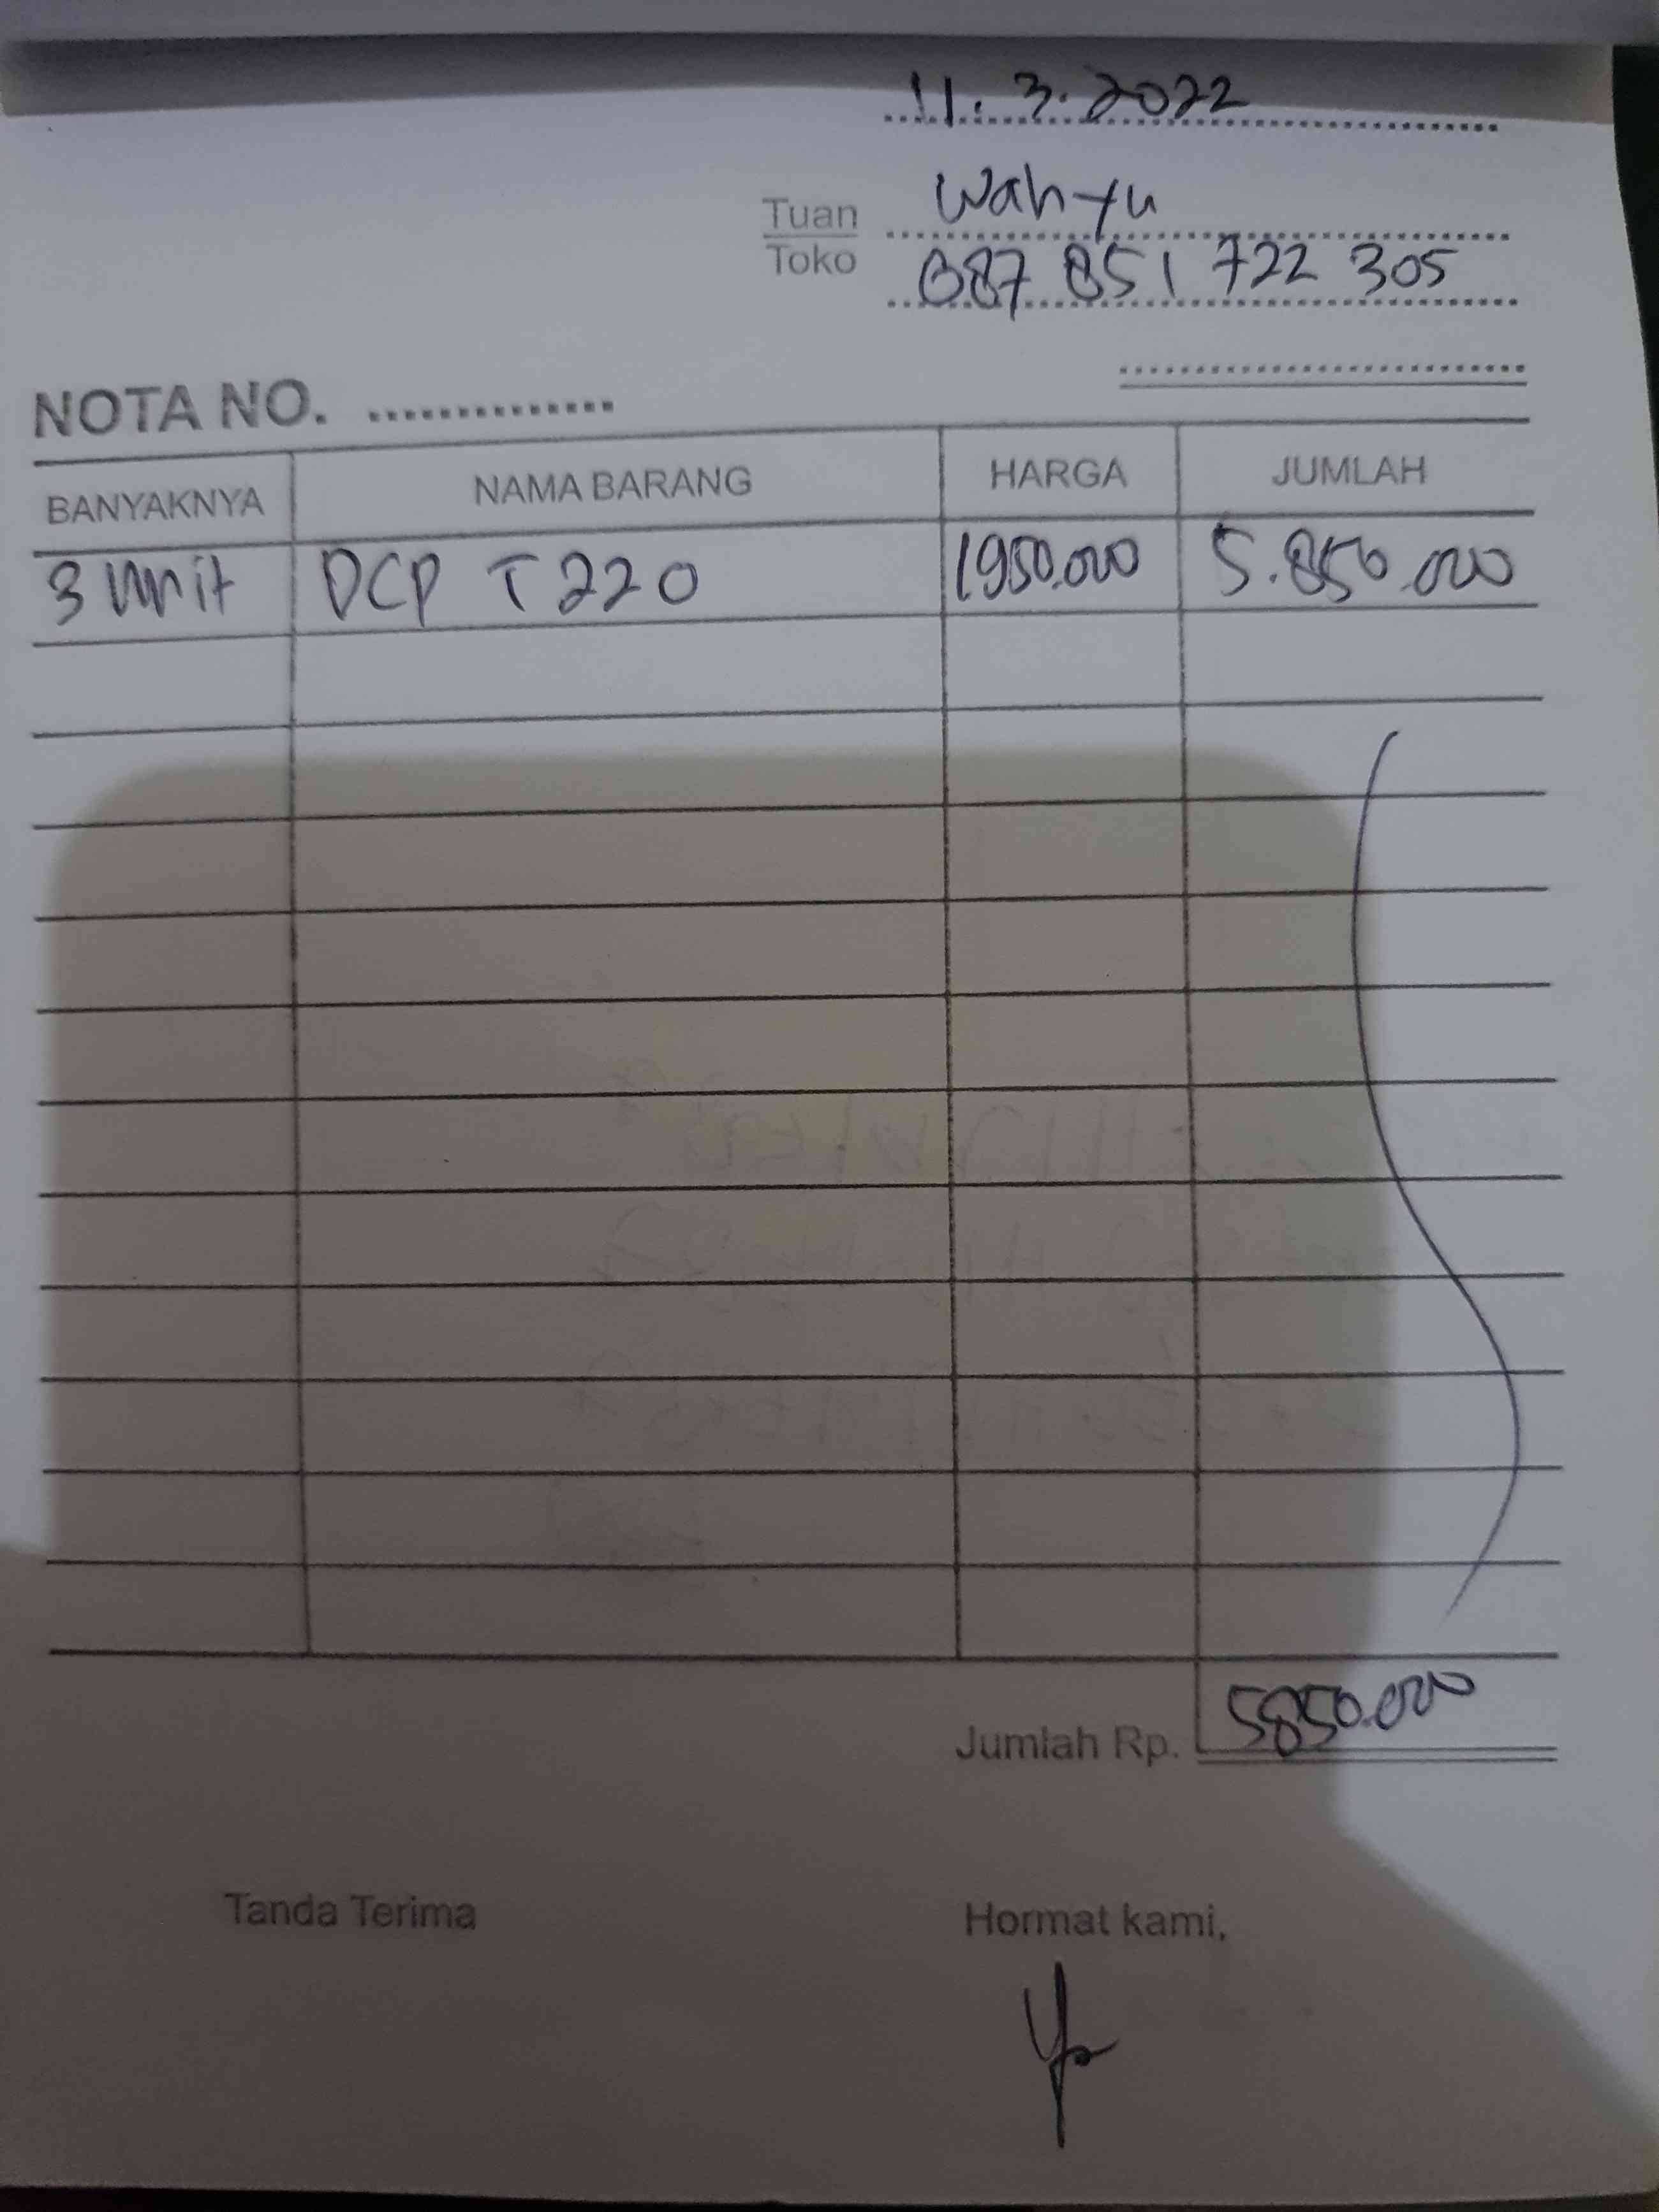 11.3.2022
Tuan Wahyu
Toko 087 851 722 305
NOTA NO. ..............
BANYAKNYA NAMA BARANG HARGA JUMLAH
3 unit DCP T220 1950.000 5.850.000
Jumlah Rp. 5850.000
Tanda Terima Hormat kami,